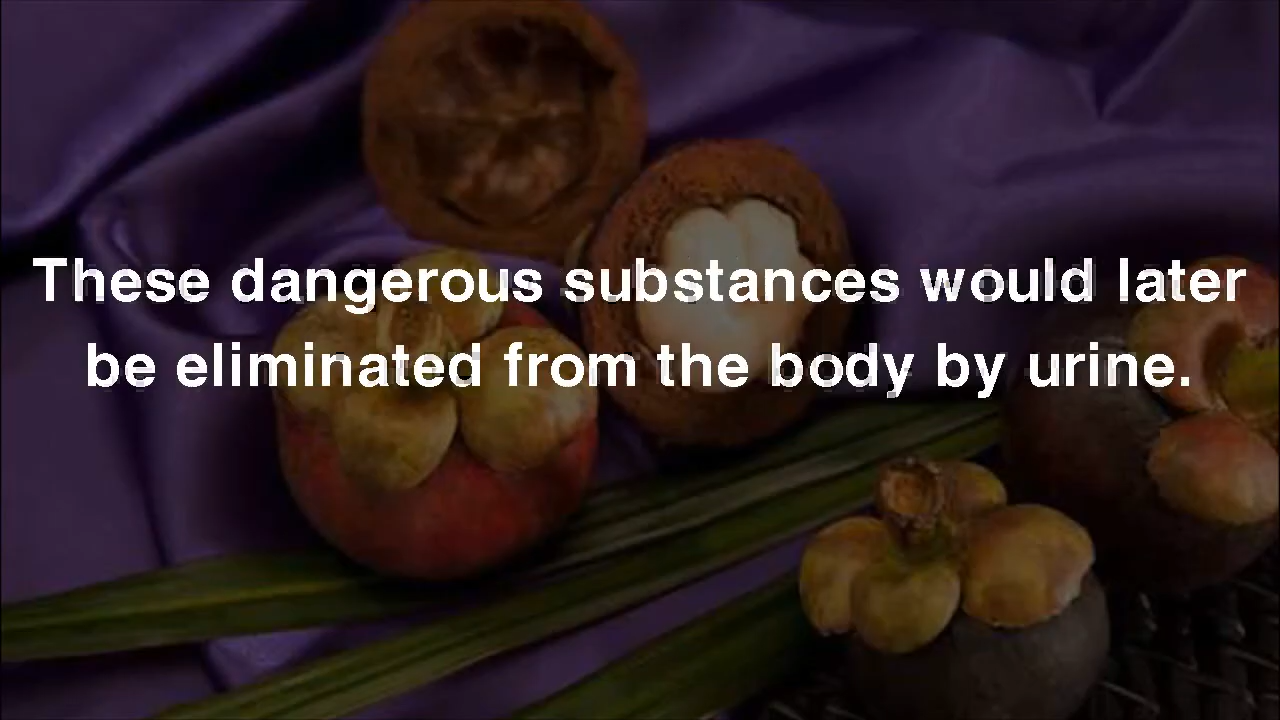 These dangerous substances would later
be eliminated from the body by urine.